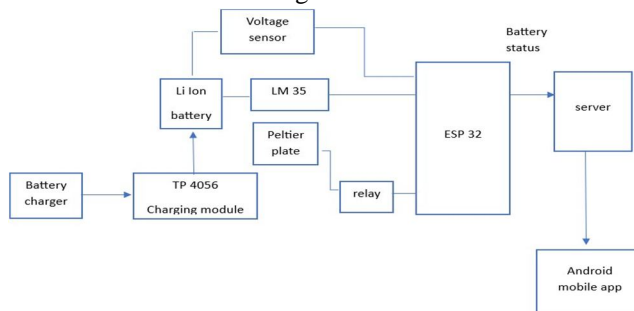 Voltage
sensor
Battery
status
Li Ion
battery
LM 35
ESP 32
server
Peltier
plate
relay
Battery
charger
TP 4056
Charging module
Android
mobile app